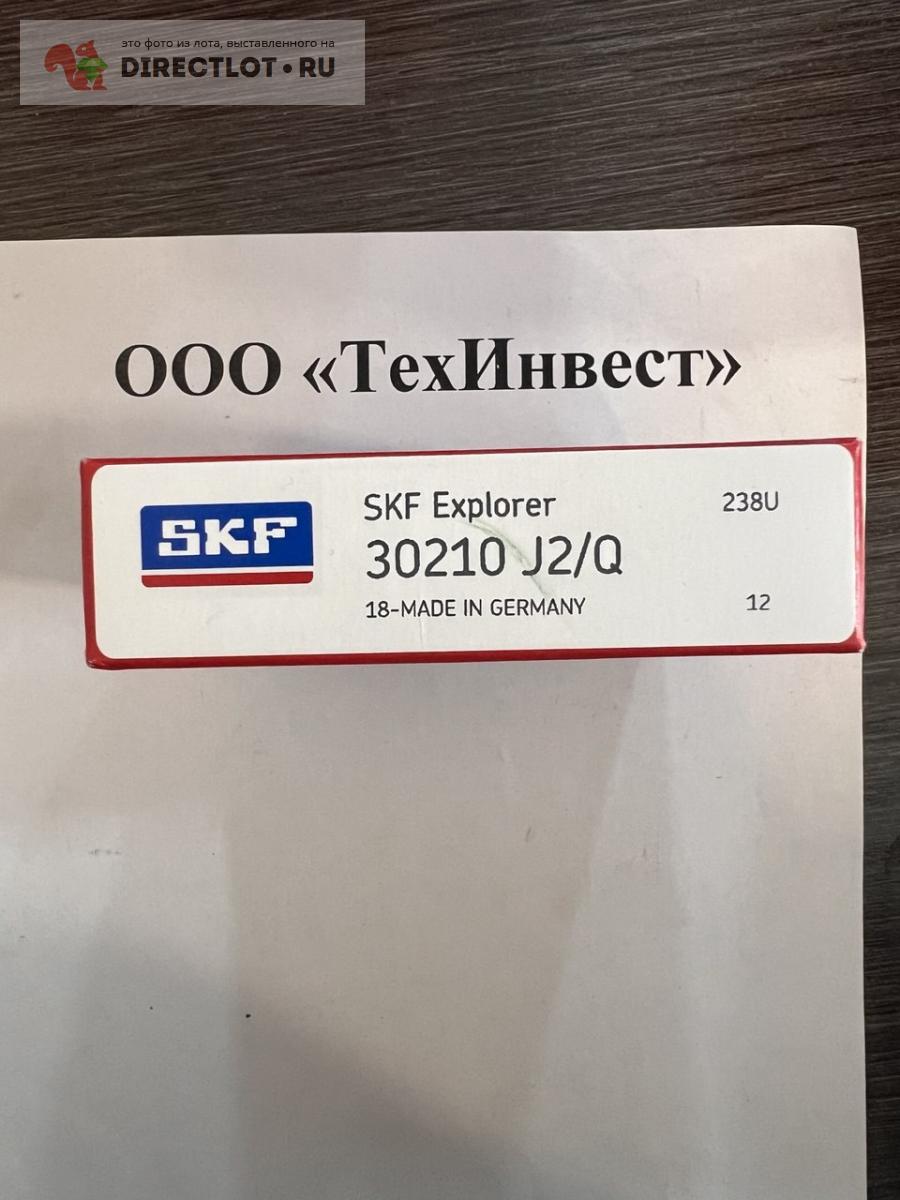 это фото из лота, выставленного на
DIRECTLOT•RU
ООО «ТехИнвест»
SKF
SKF Explorer
238U
30210 J2/Q
18-MADE IN GERMANY
12